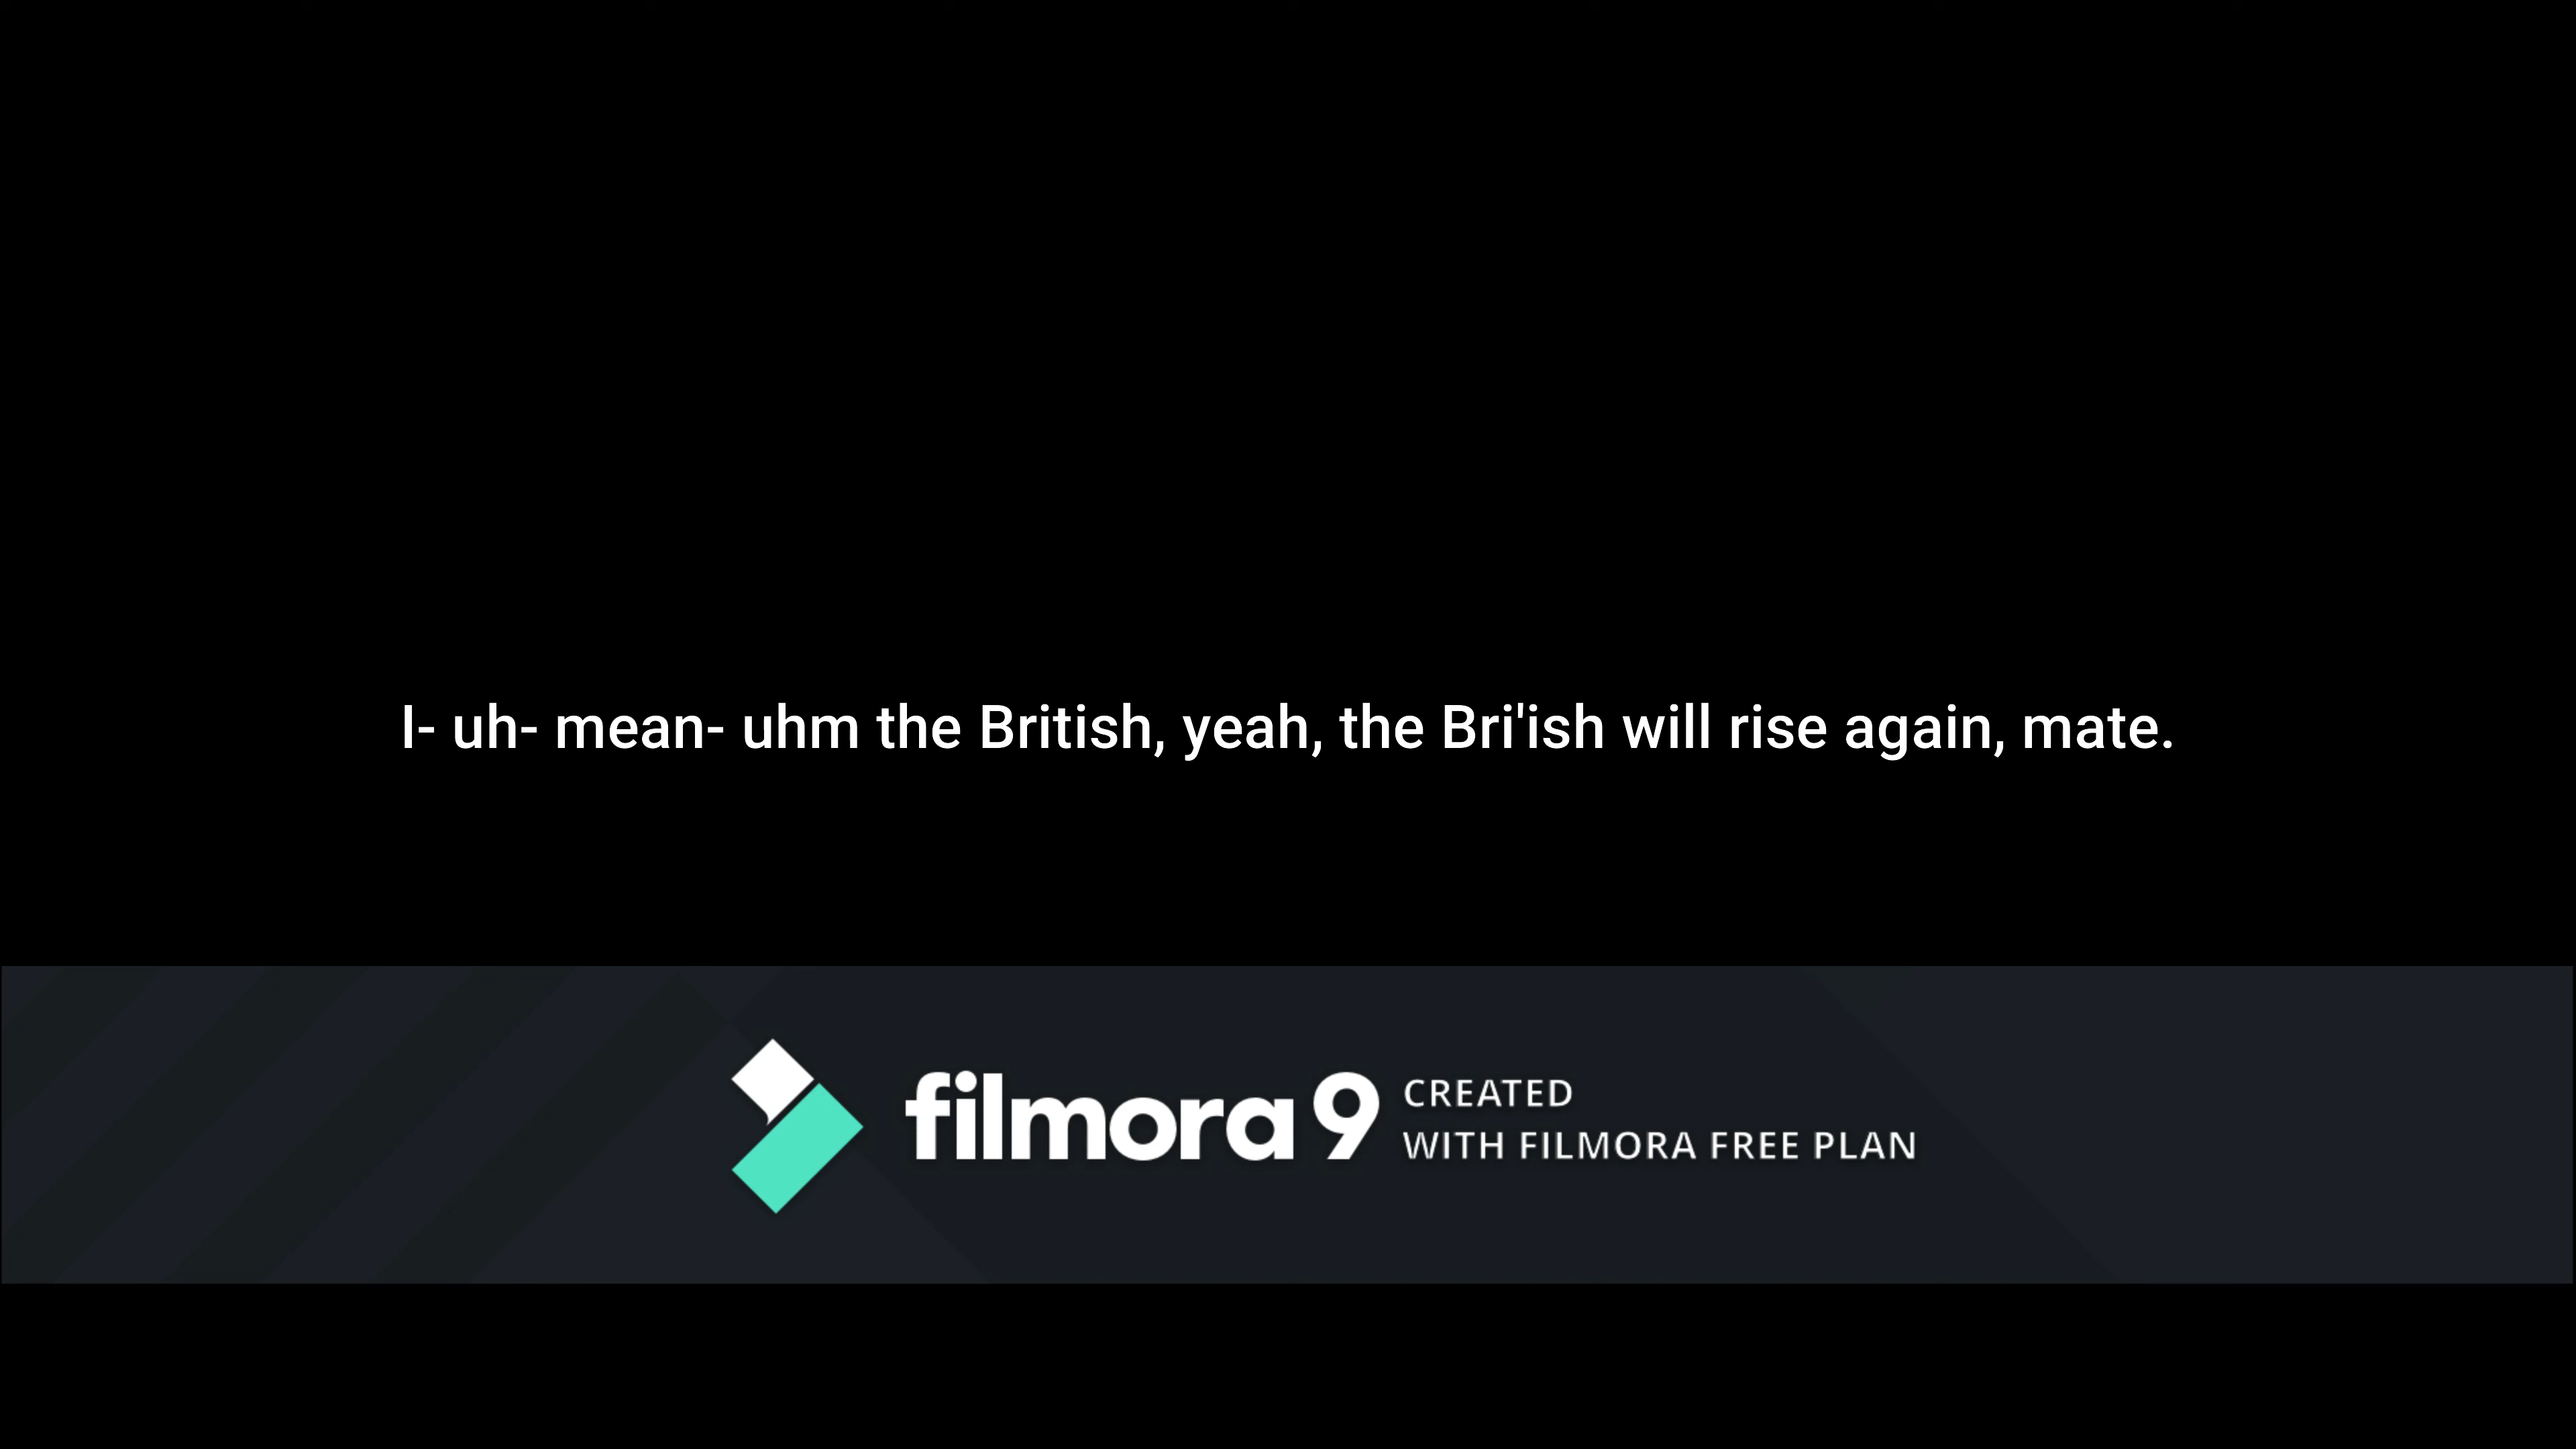 I- uh- mean- uhm the British, yeah, the Bri'ish will rise again, mate.
filmora 9
CREATED
WITH FILMORA FREE PLAN